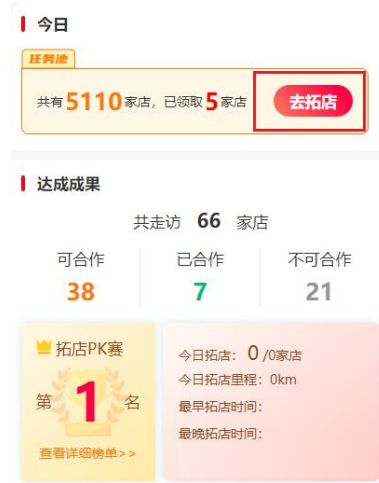 今日
任务池
共有5110家店，已领取5家店
去拓店
达成成果
共走访 66 家店
可合作 已合作 不可合作
38 7 21
拓店PK赛
第1名
查看详细榜单>>
今日拓店：0/0家店
今日拓店里程：0km
最早拓店时间：
最晚拓店时间：